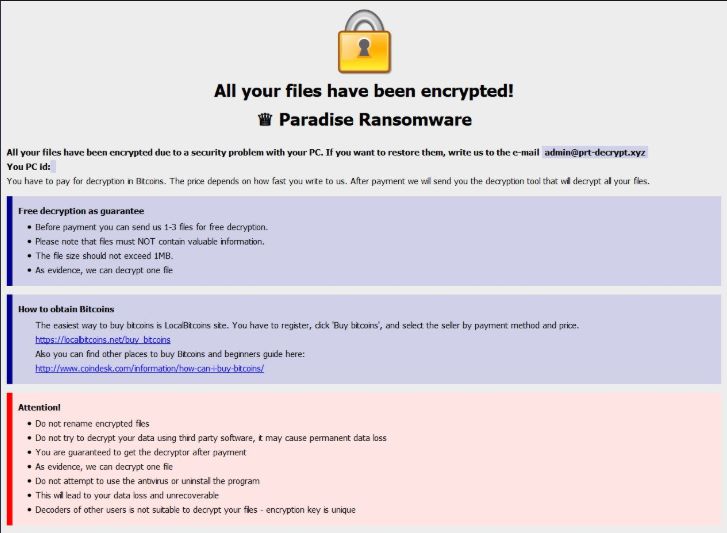 All your files have been encrypted!
♛ Paradise Ransomware
All your files have been encrypted due to a security problem with your PC. If you want to restore them, write us to the e-mail admin@prt-decrypt.xyz
You PC id:
You have to pay for decryption in Bitcoins. The price depends on how fast you write to us. After payment we will send you the decryption tool that will decrypt all your files.
Free decryption as guarantee
• Before payment you can send us 1-3 files for free decryption.
• Please note that files must NOT contain valuable information.
• The file size should not exceed 1MB.
• As evidence, we can decrypt one file
How to obtain Bitcoins
The easiest way to buy bitcoins is LocalBitcoins site. You have to register, click 'Buy bitcoins', and select the seller by payment method and price.
https://localbitcoins.net/buy_bitcoins
Also you can find other places to buy Bitcoins and beginners guide here:
http://www.coindesk.com/information/how-can-i-buy-bitcoins/
Attention!
• Do not rename encrypted files
• Do not try to decrypt your data using third party software, it may cause permanent data loss
• You are guaranteed to get the decryptor after payment
• As evidence, we can decrypt one file
• Do not attempt to use the antivirus or uninstall the program
• This will lead to your data loss and unrecoverable
• Decoders of other users is not suitable to decrypt your files - encryption key is unique